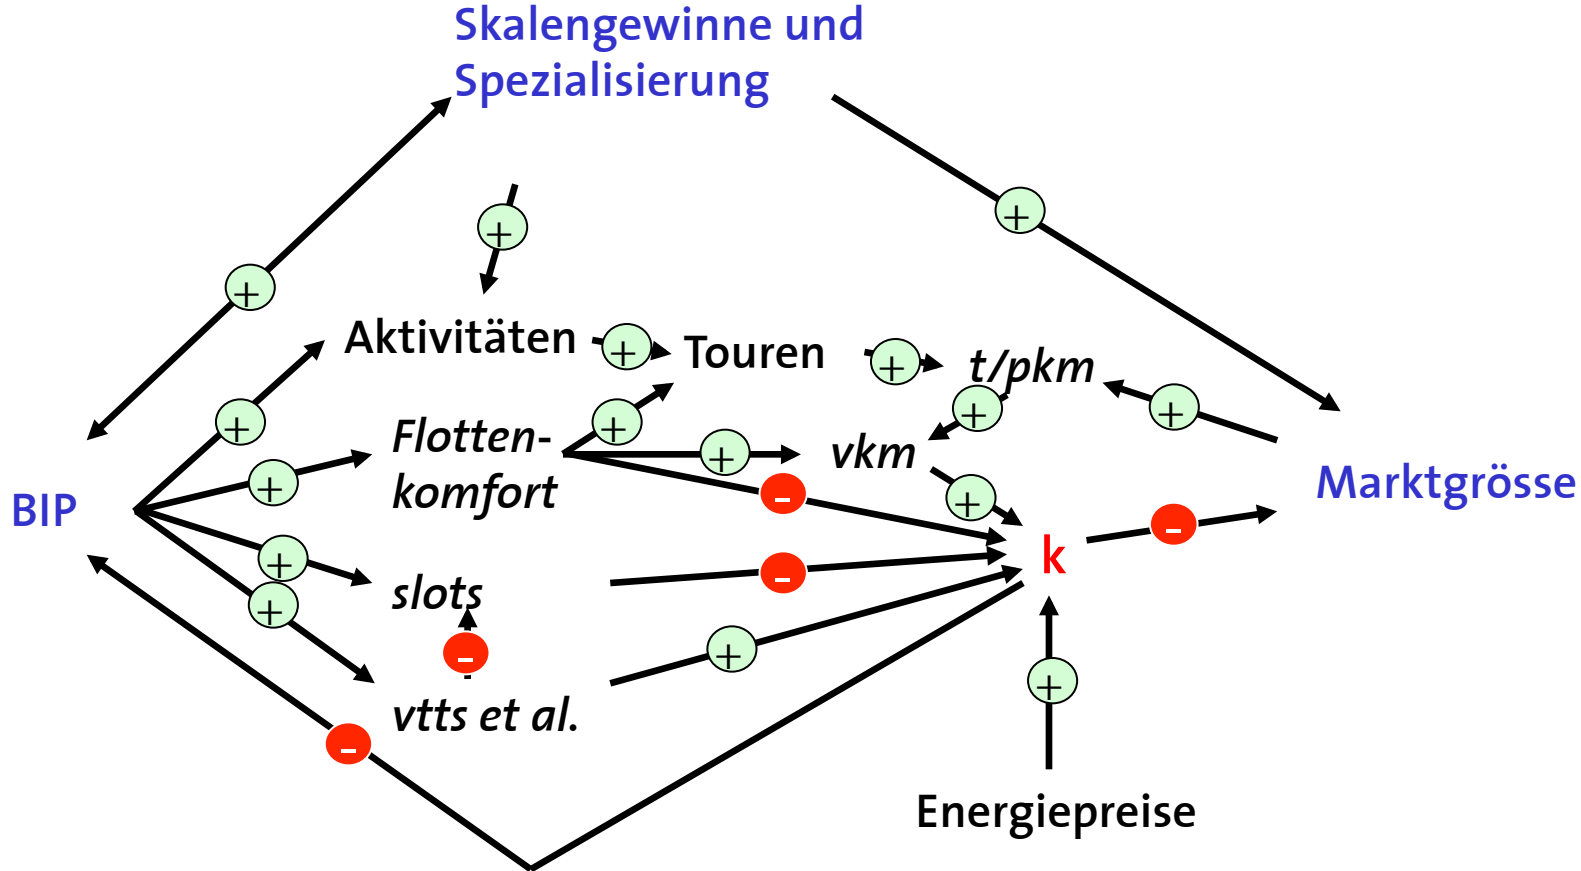 Skalengewinne und
Spezialisierung
+
+
+
Aktivitäten
+
Touren
+
t/pkm
+
+
+
Flotten-
komfort
+
+
+
vkm
-
+
BIP
Marktgrösse
-
+
slots
-
k
+
-
+
vtts et al.
+
-
Energiepreise